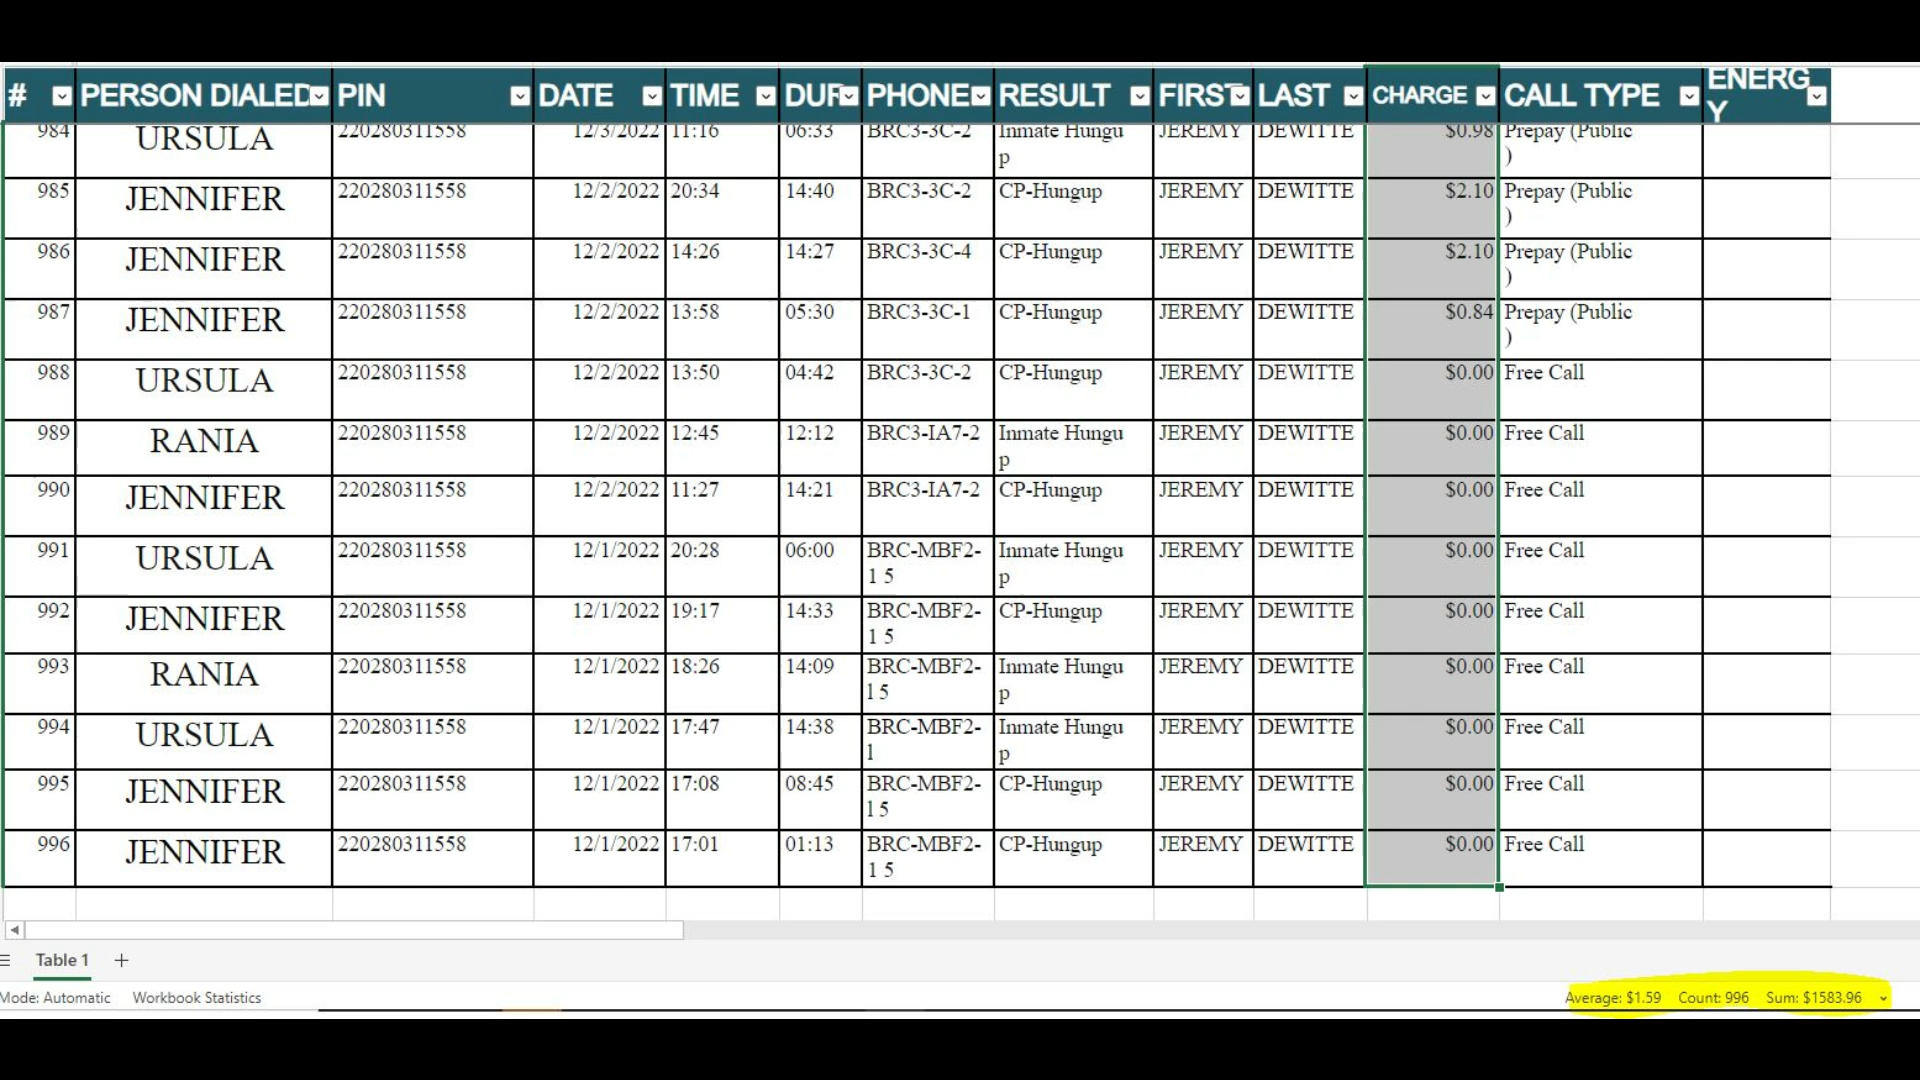 # PERSON DIALED PIN DATE TIME DUR PHONE RESULT FIRST LAST CHARGE CALL TYPE ENERG
Y
984 URSULA 220280311558 12/3/2022 11:16 06:33 BRC3-3C-2 Inmate Hungu JEREMY DEWITTE $0.98 Prepay (Public
p )
985 JENNIFER 220280311558 12/2/2022 20:34 14:40 BRC3-3C-2 CP-Hungup JEREMY DEWITTE $2.10 Prepay (Public
)
986 JENNIFER 220280311558 12/2/2022 14:26 14:27 BRC3-3C-4 CP-Hungup JEREMY DEWITTE $2.10 Prepay (Public
)
987 JENNIFER 220280311558 12/2/2022 13:58 05:30 BRC3-3C-1 CP-Hungup JEREMY DEWITTE $0.84 Prepay (Public
)
988 URSULA 220280311558 12/2/2022 13:50 04:42 BRC3-3C-2 CP-Hungup JEREMY DEWITTE $0.00 Free Call
989 RANIA 220280311558 12/2/2022 12:45 12:12 BRC3-IA7-2 Inmate Hungu JEREMY DEWITTE $0.00 Free Call
p
990 JENNIFER 220280311558 12/2/2022 11:27 14:21 BRC3-IA7-2 CP-Hungup JEREMY DEWITTE $0.00 Free Call
991 URSULA 220280311558 12/1/2022 20:28 06:00 BRC-MBF2- Inmate Hungu JEREMY DEWITTE $0.00 Free Call
1 5 p
992 JENNIFER 220280311558 12/1/2022 19:17 14:33 BRC-MBF2- CP-Hungup JEREMY DEWITTE $0.00 Free Call
1 5
993 RANIA 220280311558 12/1/2022 18:26 14:09 BRC-MBF2- Inmate Hungu JEREMY DEWITTE $0.00 Free Call
15 p
994 URSULA 220280311558 12/1/2022 17:47 14:38 BRC-MBF2- Inmate Hungu JEREMY DEWITTE $0.00 Free Call
1 p
995 JENNIFER 220280311558 12/1/2022 17:08 08:45 BRC-MBF2- CP-Hungup JEREMY DEWITTE $0.00 Free Call
15
996 JENNIFER 220280311558 12/1/2022 17:01 01:13 BRC-MBF2- CP-Hungup JEREMY DEWITTE $0.00 Free Call
1 5
Table 1 +
Mode: Automatic Workbook Statistics Average: $1.59 Count: 996 Sum: $1583.96